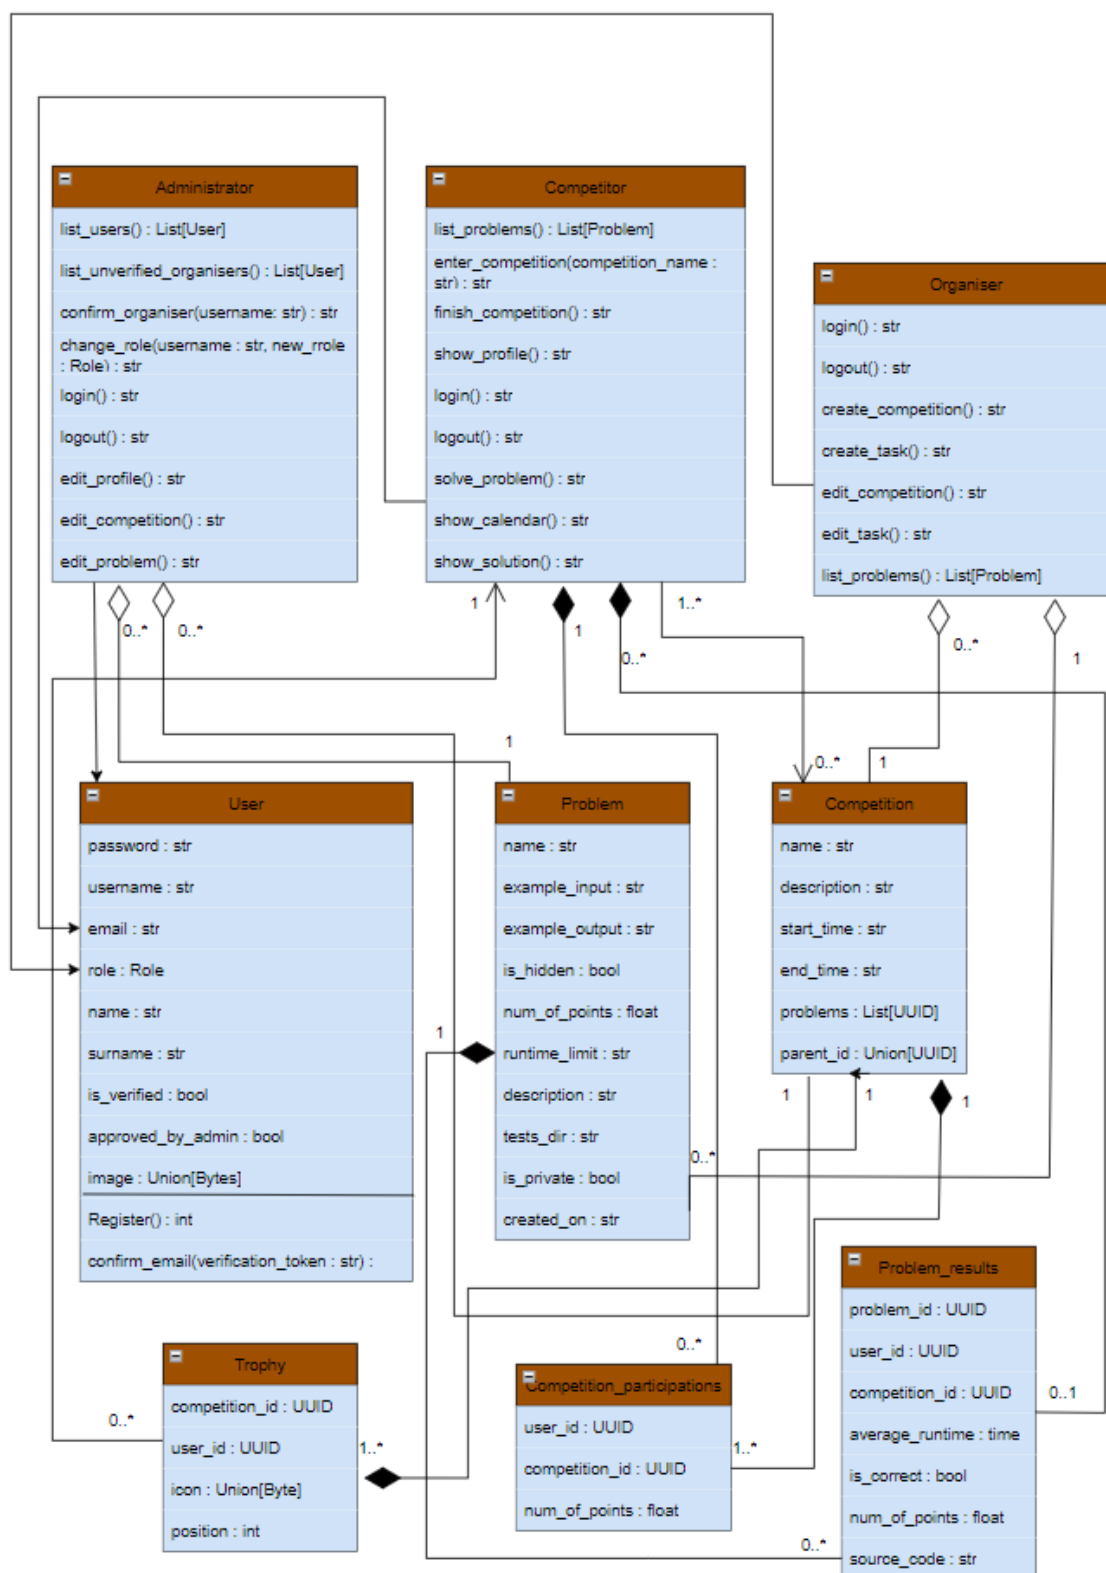 Administrator
list_users() : List[User]
list_unverified_organisers() : List[User]
confirm_organiser(username: str) : str
change_role(username : str, new_rrole
: Role) : str
login() : str
logout() : str
edit_profile() : str
edit_competition() : str
edit_problem() : str
Competitor
list_problems() : List[Problem]
enter_competition(competition_name :
str) : str
finish_competition() : str
show_profile() : str
login() : str
logout() : str
solve_problem() : str
show_calendar() : str
show_solution() : str
Organiser
login() : str
logout() : str
create_competition() : str
create_task() : str
edit_competition() : str
edit_task() : str
list_problems() : List[Problem]
0..*
0..*
1
1
0..*
1..*
0..*
1
1
0..*
1
User
password : str
username : str
email : str
role : Role
name : str
surname : str
is_verified : bool
approved_by_admin : bool
image : Union[Bytes]
Register() : int
confirm_email(verification_token : str) :
Problem
name : str
example_input : str
example_output : str
is_hidden : bool
num_of_points : float
runtime_limit : str
description : str
tests_dir : str
is_private : bool
created_on : str
1
0..*
Competition
name : str
description : str
start_time : str
end_time : str
problems : List[UUID]
parent_id : Union[UUID]
1
1
1
Trophy
competition_id : UUID
user_id : UUID
icon : Union[Byte]
position : int
0..*
1..*
0..*
Competition_participations
user_id : UUID
competition_id : UUID
num_of_points : float
1..*
0..*
Problem_results
problem_id : UUID
user_id : UUID
competition_id : UUID
average_runtime : time
is_correct : bool
num_of_points : float
source_code : str
0..1